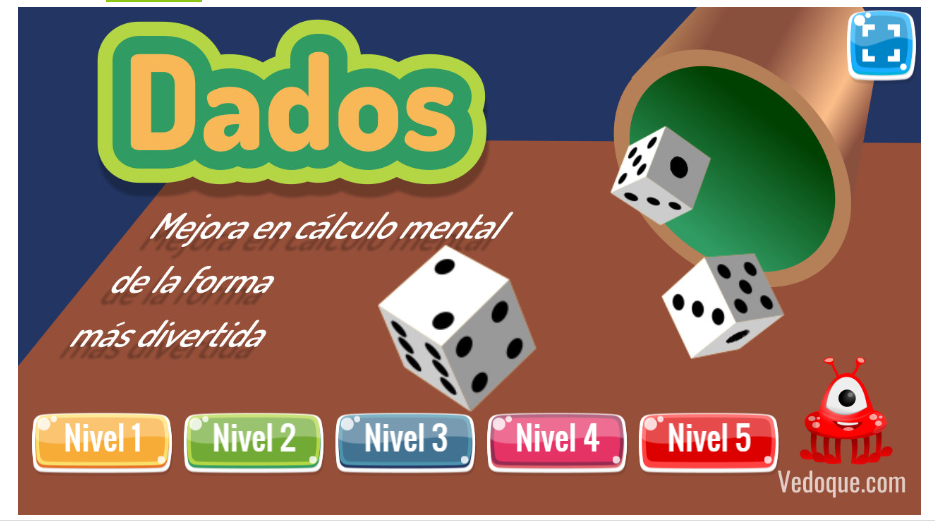 Dados
Mejora en cálculo mental
de la forma
más divertida
Nivel 1
Nivel 2
Nivel 3
Nivel 4
Nivel 5
Vedoque.com